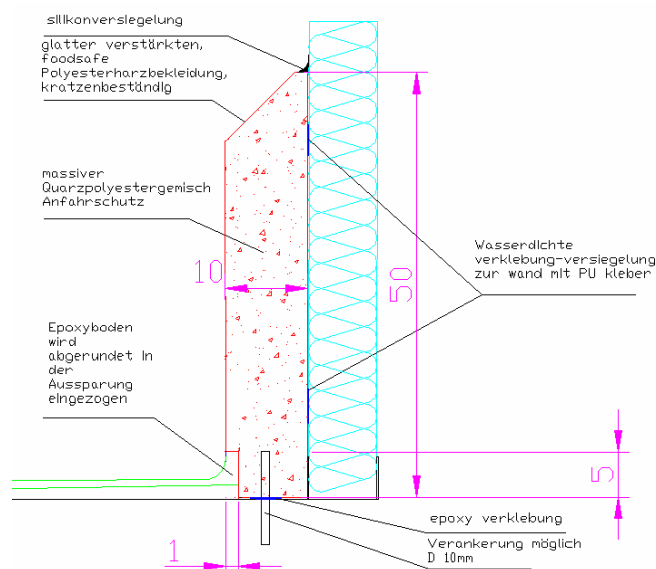 silikonversiegelung
glatter verstärkten,
foodsafe
Polyesterharzbekleidung,
kratzenbeständig
massiver
Quarzpolyestergemisch
Anfahrschutz
10
50
Wasserdichte
verklebung-versiegelung
zur wand mit PU kleber
Epoxyboden
wird
abgerundet in
der
Aussparung
eingezogen
5
epoxy verklebung
1
Verankerung möglich
D 10mm